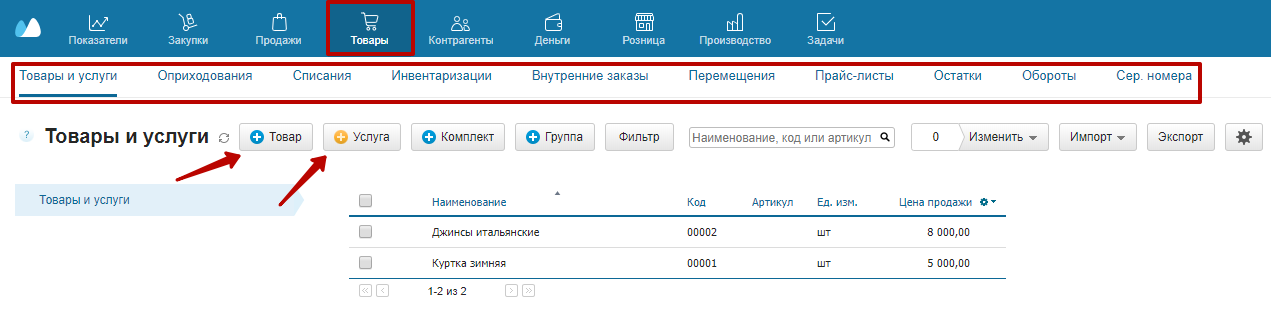 Показатели Закупки Продажи Товары Контрагенты Деньги Розница Производство Задачи
Товары и услуги Оприходования Списания Инвентаризации Внутренние заказы Перемещения Прайс-листы Остатки Обороты Сер. номера
? Товары и услуги Товар Услуга Комплект Группа Фильтр Наименование, код или артикул 0 Изменить Импорт Экспорт
Товары и услуги
Наименование Код Артикул Ед. изм. Цена продажи
Джинсы итальянские 00002 шт 8 000,00
Куртка зимняя 00001 шт 5 000,00
1-2 из 2